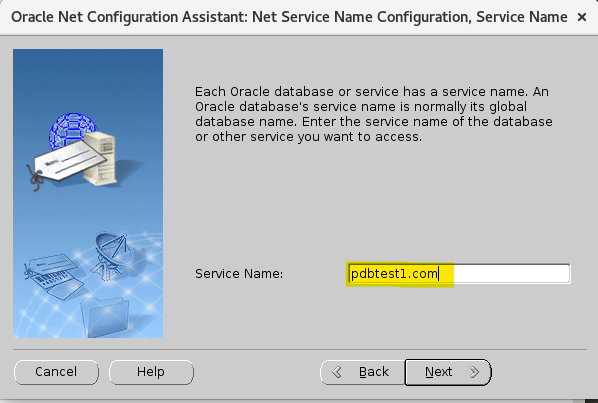 Oracle Net Configuration Assistant: Net Service Name Configuration, Service Name ×
Each Oracle database or service has a service name. An
Oracle database's service name is normally its global
database name. Enter the service name of the database
or other service you want to access.
Service Name: pdbtest1.com
Cancel Help Back Next